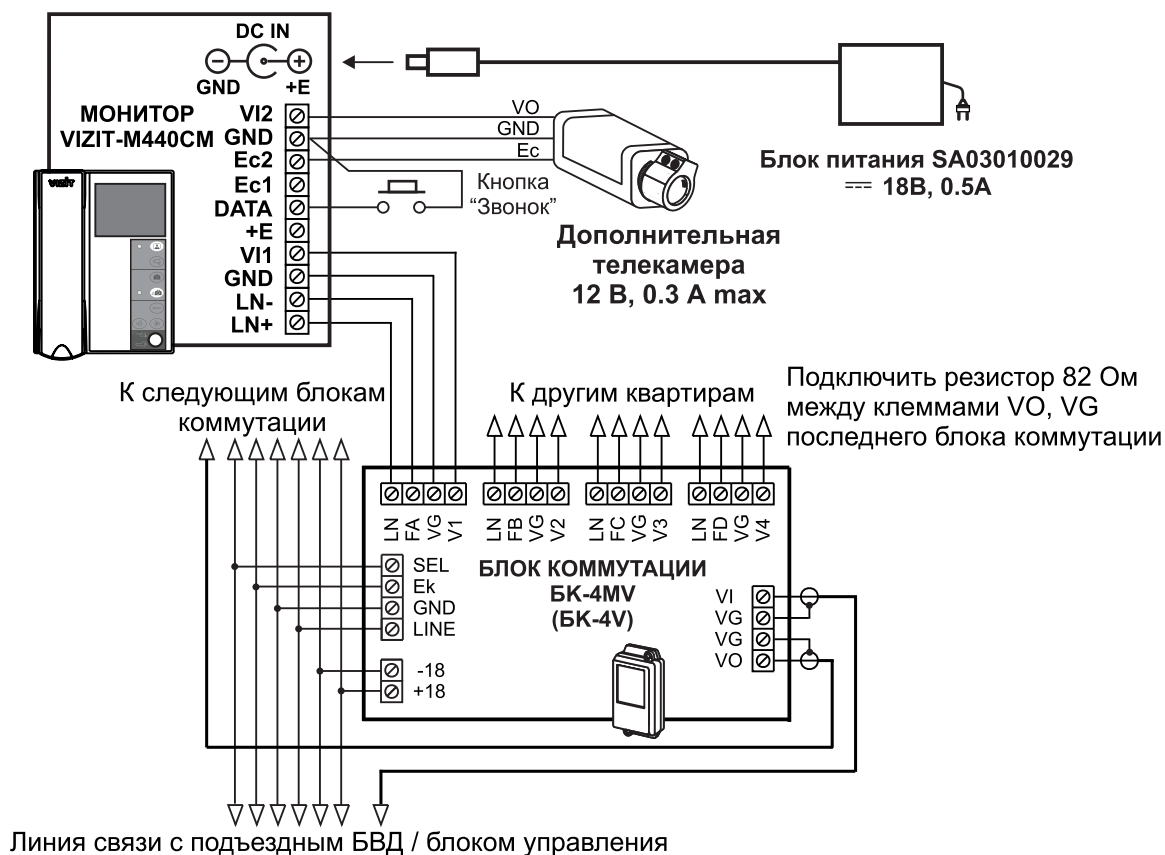 DC IN
GND
+E
МОНИТОР
VIZIT-M440CM
VI2
GND
Ec2
Ec1
DATA
+E
VI1
GND
LN-
LN+
VIZIT
VO
GND
Ec
Кнопка
“Звонок”
Дополнительная
телекамера
12 В, 0.3 А max
Блок питания SA03010029
18В, 0.5А
К следующим блокам
коммутации
К другим квартирам
Подключить резистор 82 Ом
между клеммами VO, VG
последнего блока коммутации
LN
FA
VG
V1
LN
FB
VG
V2
LN
FC
VG
V3
LN
FD
VG
V4
SEL
Ek
GND
LINE
-18
+18
БЛОК КОММУТАЦИИ
БК-4MV
(БК-4V)
VI
VG
VG
VO
Линия связи с подъездным БВД / блоком управления